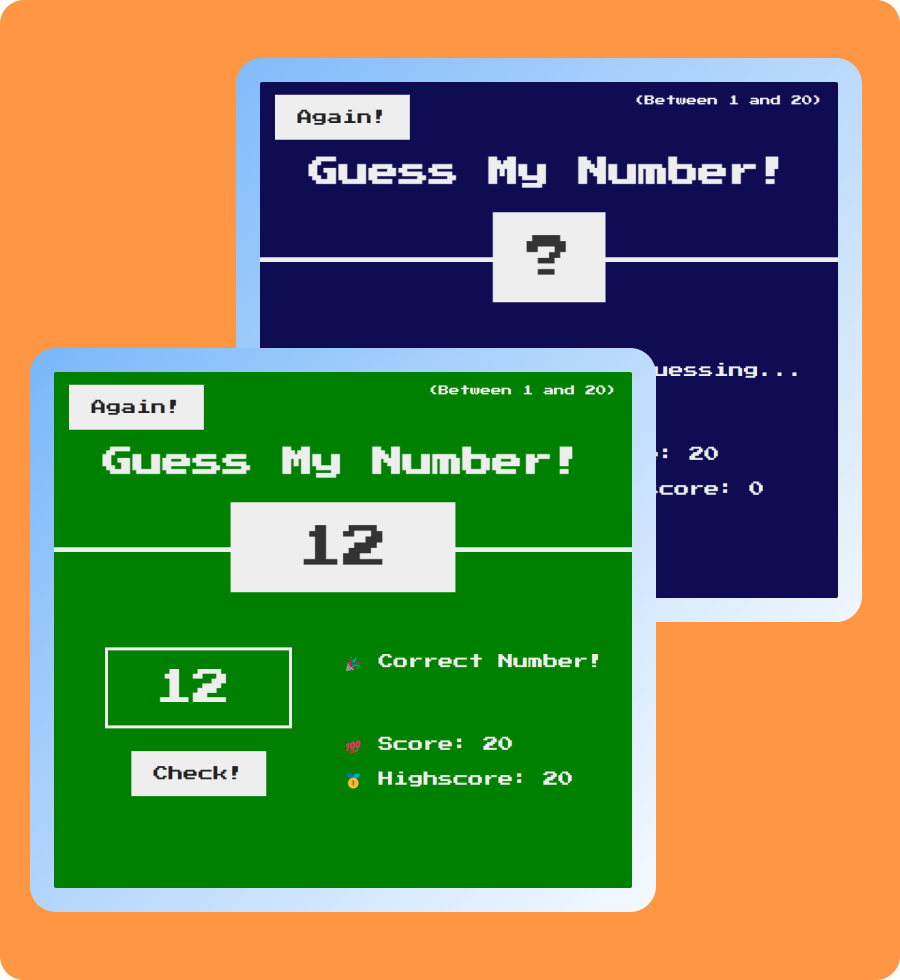 (Between 1 and 20)
Again!
Guess My Number!
?
uessing...
: 20
core: 0
(Between 1 and 20)
Again!
Guess My Number!
12
12
🎉 Correct Number!
Check!
💯 Score: 20
🥇 Highscore: 20